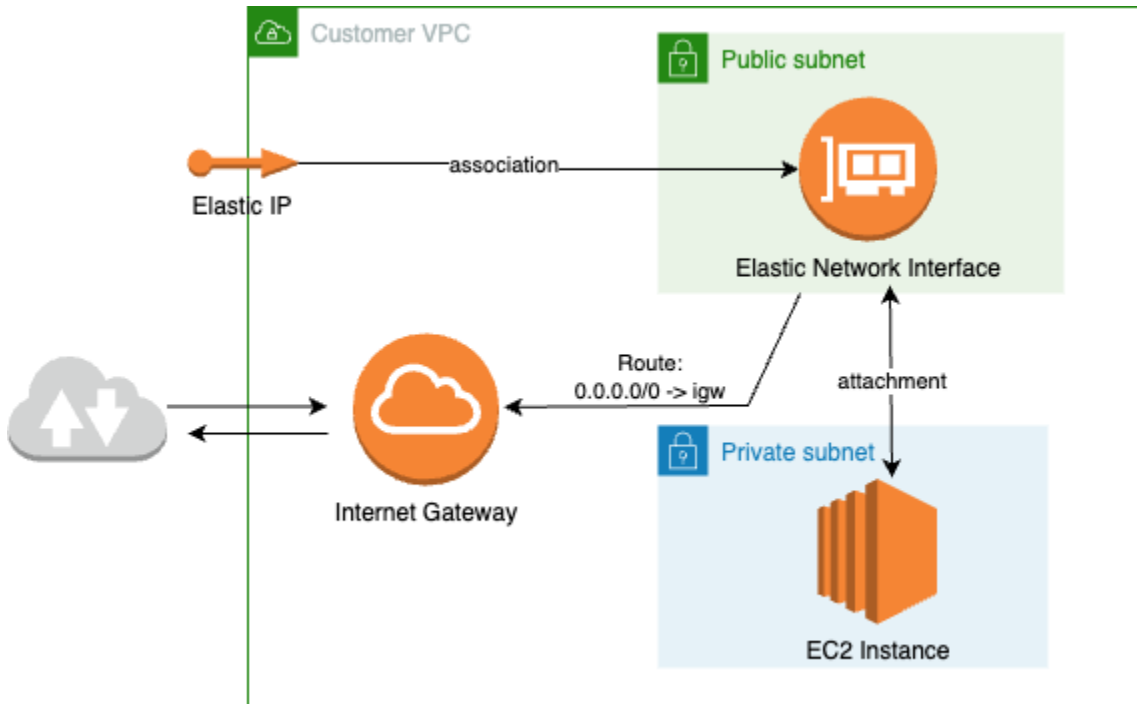 Customer VPC
Public subnet
association
Elastic IP
Elastic Network Interface
Route:
0.0.0.0/0 -> igw
attachment
Private subnet
Internet Gateway
EC2 Instance